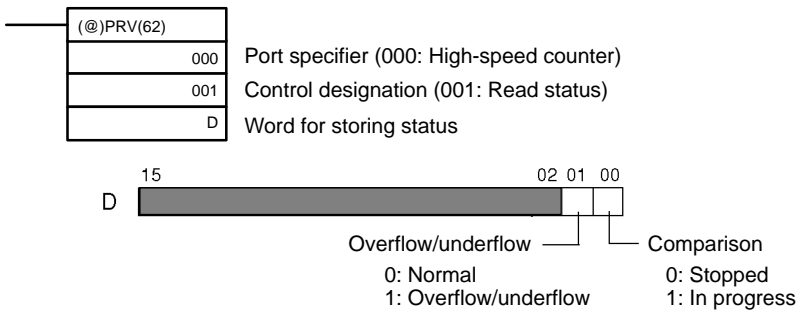 (@)PRV(62)
000 Port specifier (000: High-speed counter)
001 Control designation (001: Read status)
D Word for storing status
15 02 01 00
D
Overflow/underflow Comparison
0: Normal 0: Stopped
1: Overflow/underflow 1: In progress